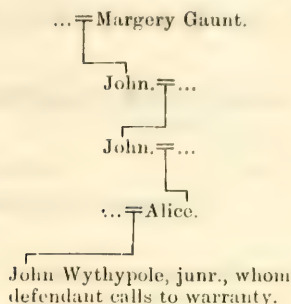 ...=Margery Gaunt.
John.=...
John.=...
...=Alice.
John Wythypole, junr., whom
defendant calls to warranty.